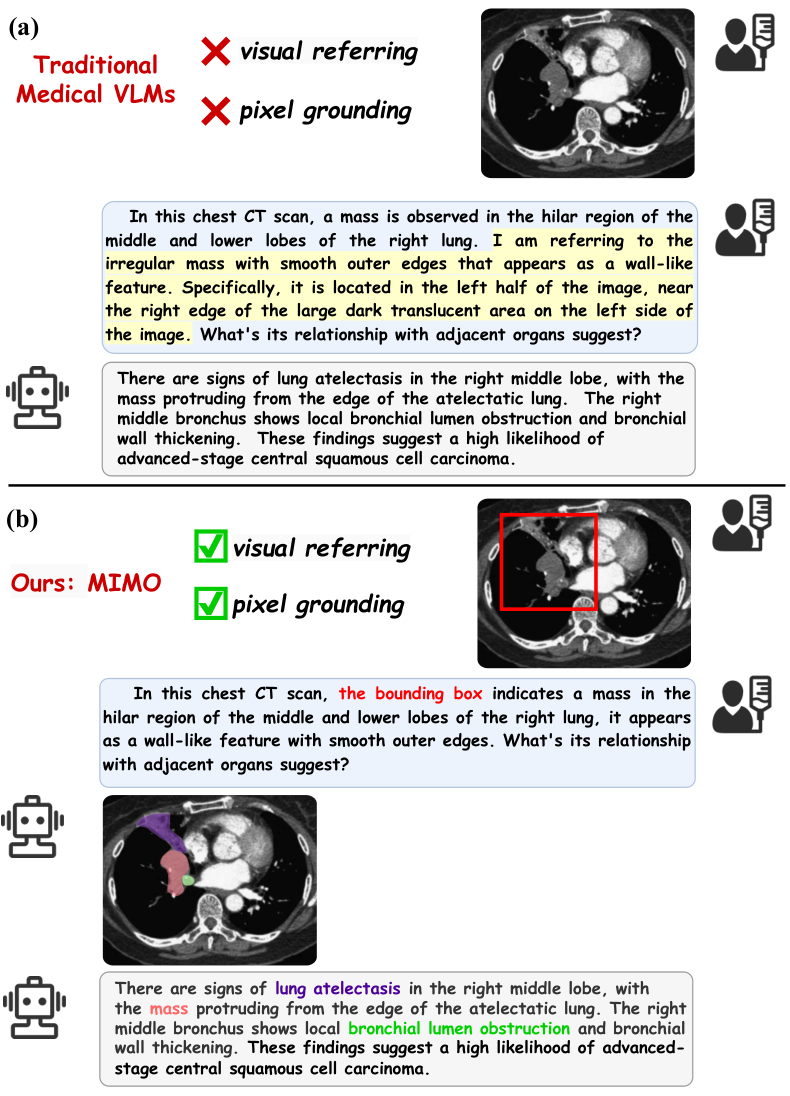 (a)
Traditional
Medical VLMs
visual referring
pixel grounding
In this chest CT scan, a mass is observed in the hilar region of the
middle and lower lobes of the right lung. I am referring to the
irregular mass with smooth outer edges that appears as a wall-like
feature. Specifically, it is located in the left half of the image, near
the right edge of the large dark translucent area on the left side of
the image. What's its relationship with adjacent organs suggest?
There are signs of lung atelectasis in the right middle lobe, with the
mass protruding from the edge of the atelectatic lung. The right
middle bronchus shows local bronchial lumen obstruction and bronchial
wall thickening. These findings suggest a high likelihood of
advanced-stage central squamous cell carcinoma.
(b)
Ours: MIMO
visual referring
pixel grounding
In this chest CT scan, the bounding box indicates a mass in the
hilar region of the middle and lower lobes of the right lung, it appears
as a wall-like feature with smooth outer edges. What's its relationship
with adjacent organs suggest?
There are signs of lung atelectasis in the right middle lobe, with
the mass protruding from the edge of the atelectatic lung. The right
middle bronchus shows local bronchial lumen obstruction and bronchial
wall thickening. These findings suggest a high likelihood of advanced-
stage central squamous cell carcinoma.